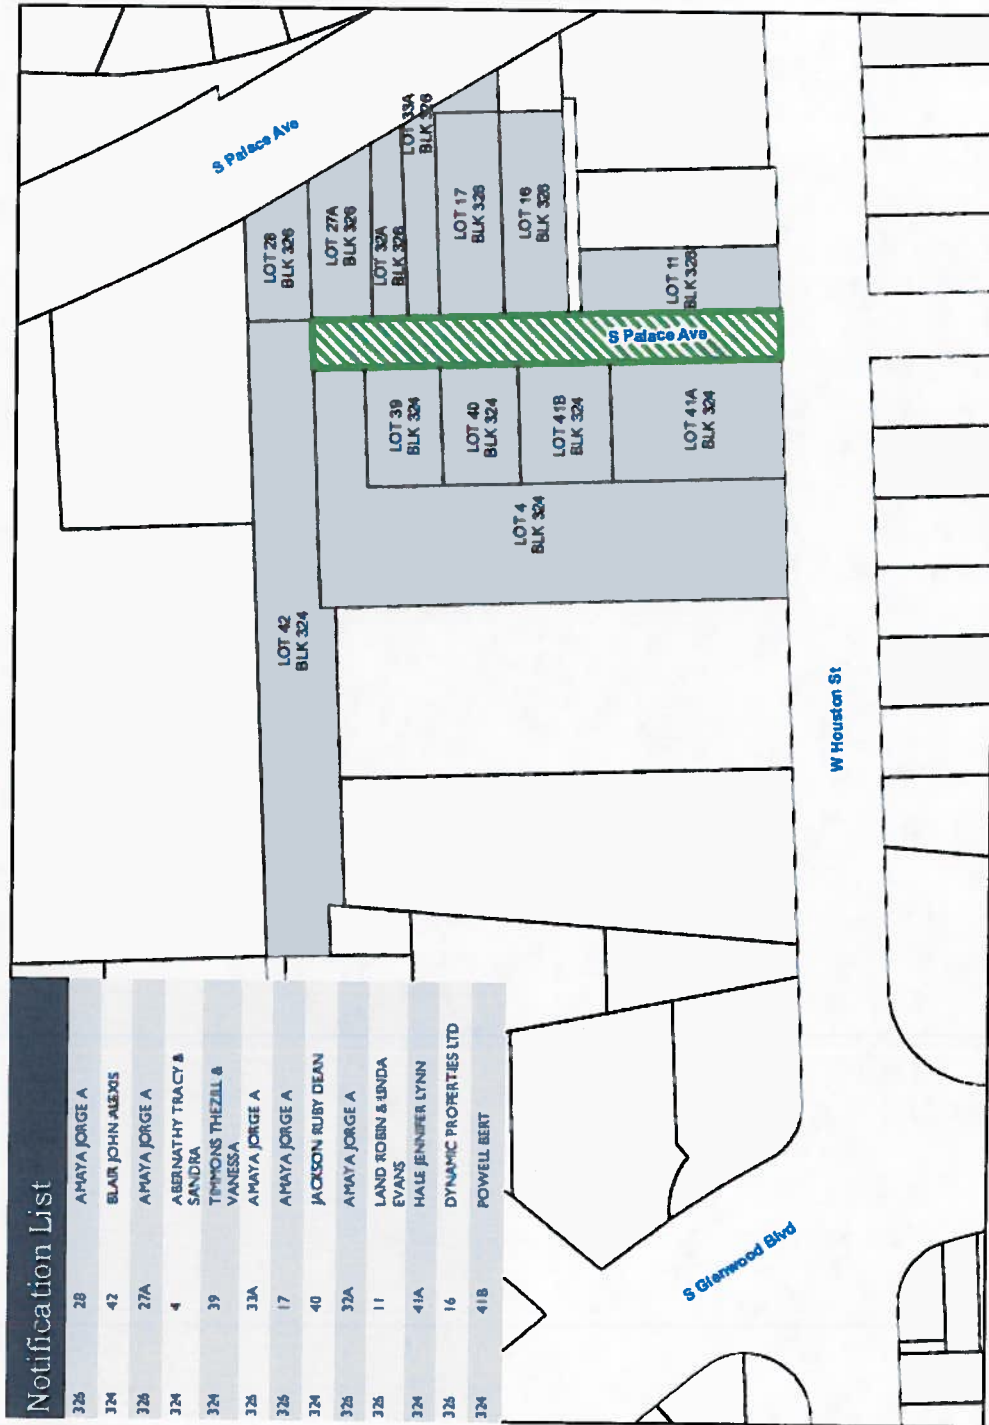 Notification List
326 28 AMAYA JORGE A
324 42 BLAIR JOHN ALEXIS
326 27A AMAYA JORGE A
324 4 ABERNATHY TRACY &
SANDRA
324 39 TIMMONS THEZILL &
VANESSA
326 33A AMAYA JORGE A
326 17 AMAYA JORGE A
324 40 JACKSON RUBY DEAN
326 32A AMAYA JORGE A
326 11 LAND ROBIN & LINDA
EVANS
324 41A HALE JENNIFER LYNN
326 16 DYNAMIC PROPERTIES LTD
324 41B POWELL BERT
S Palace Ave
LOT 28
BLK 326
LOT 27A
BLK 326
LOT 32A
BLK 326
LOT 33A
BLK 326
LOT 17
BLK 326
LOT 16
BLK 326
LOT 11
BLK 326
S Palace Ave
LOT 39
BLK 324
LOT 40
BLK 324
LOT 41B
BLK 324
LOT 41A
BLK 324
LOT 4
BLK 324
LOT 42
BLK 324
W Houston St
S Glenwood Blvd